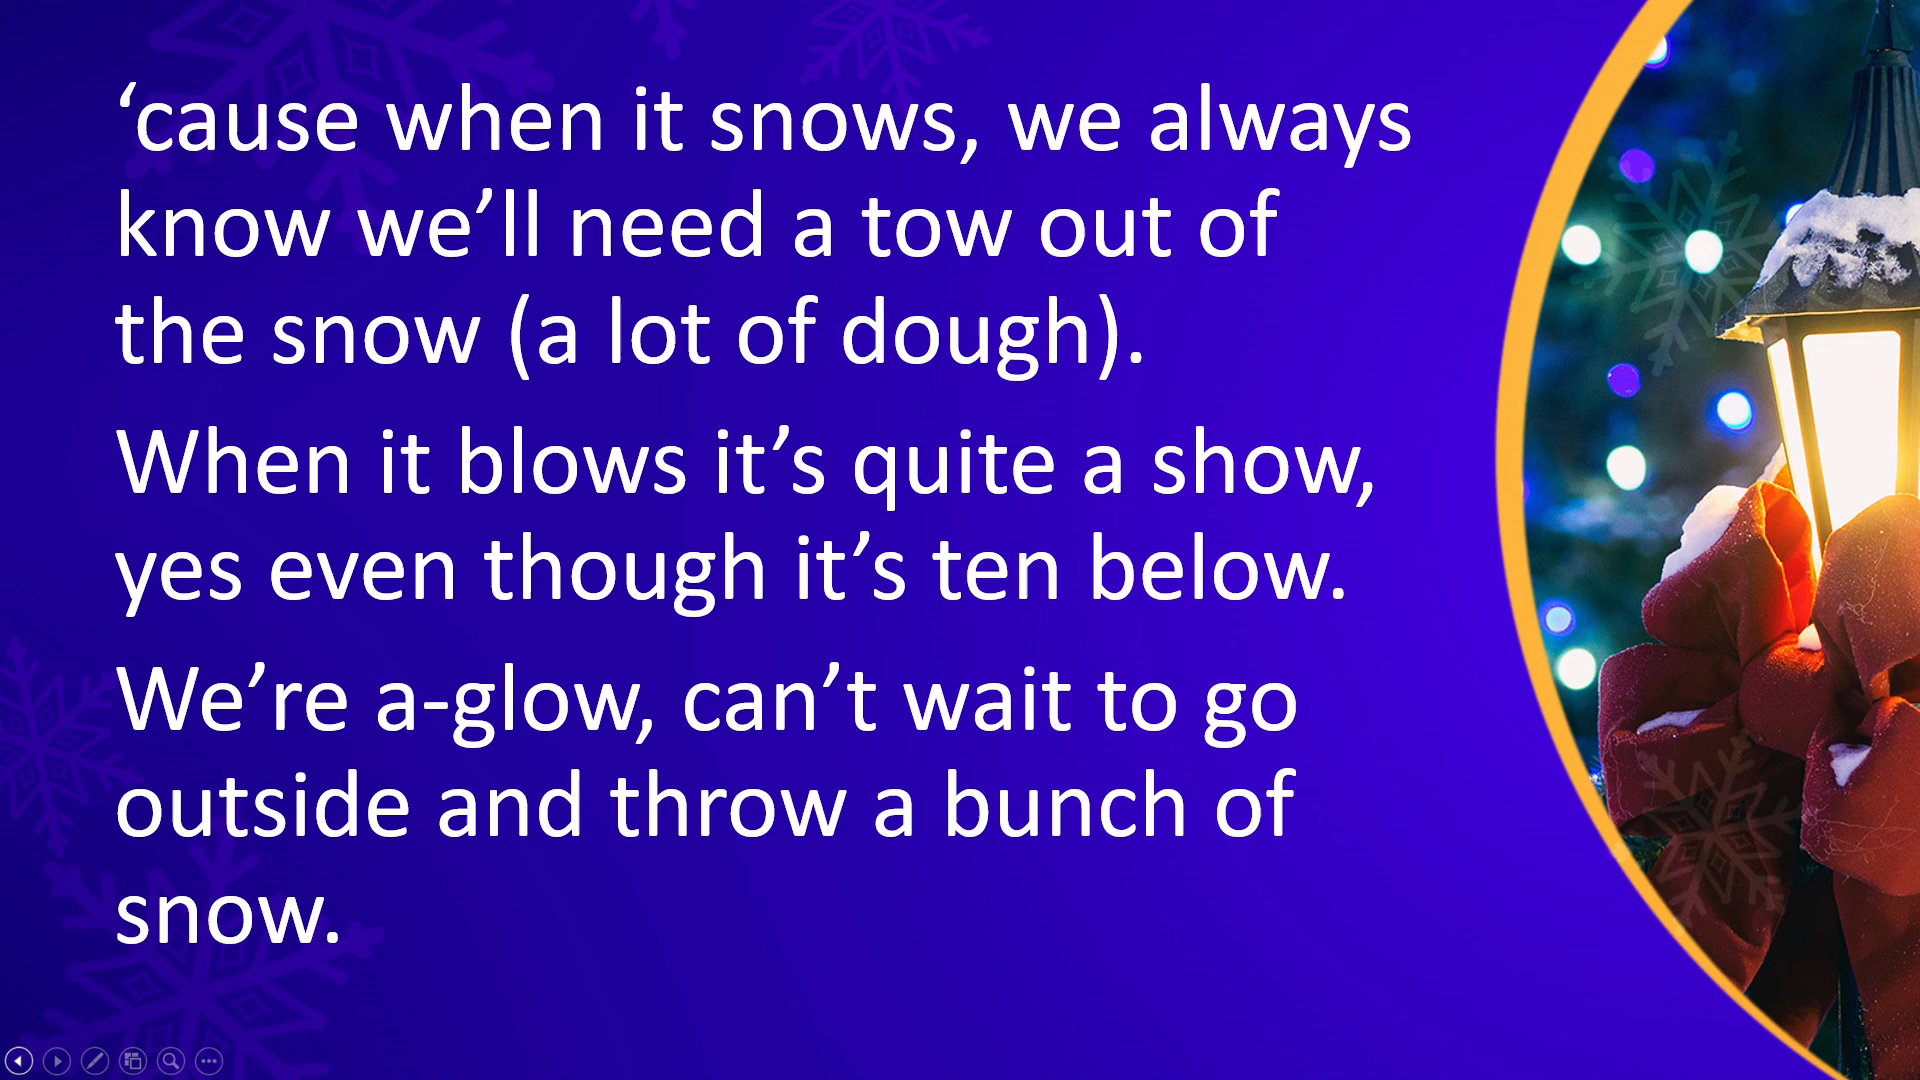 ‘cause when it snows, we always
know we’ll need a tow out of
the snow (a lot of dough).
When it blows it’s quite a show,
yes even though it’s ten below.
We’re a-glow, can’t wait to go
outside and throw a bunch of
snow.